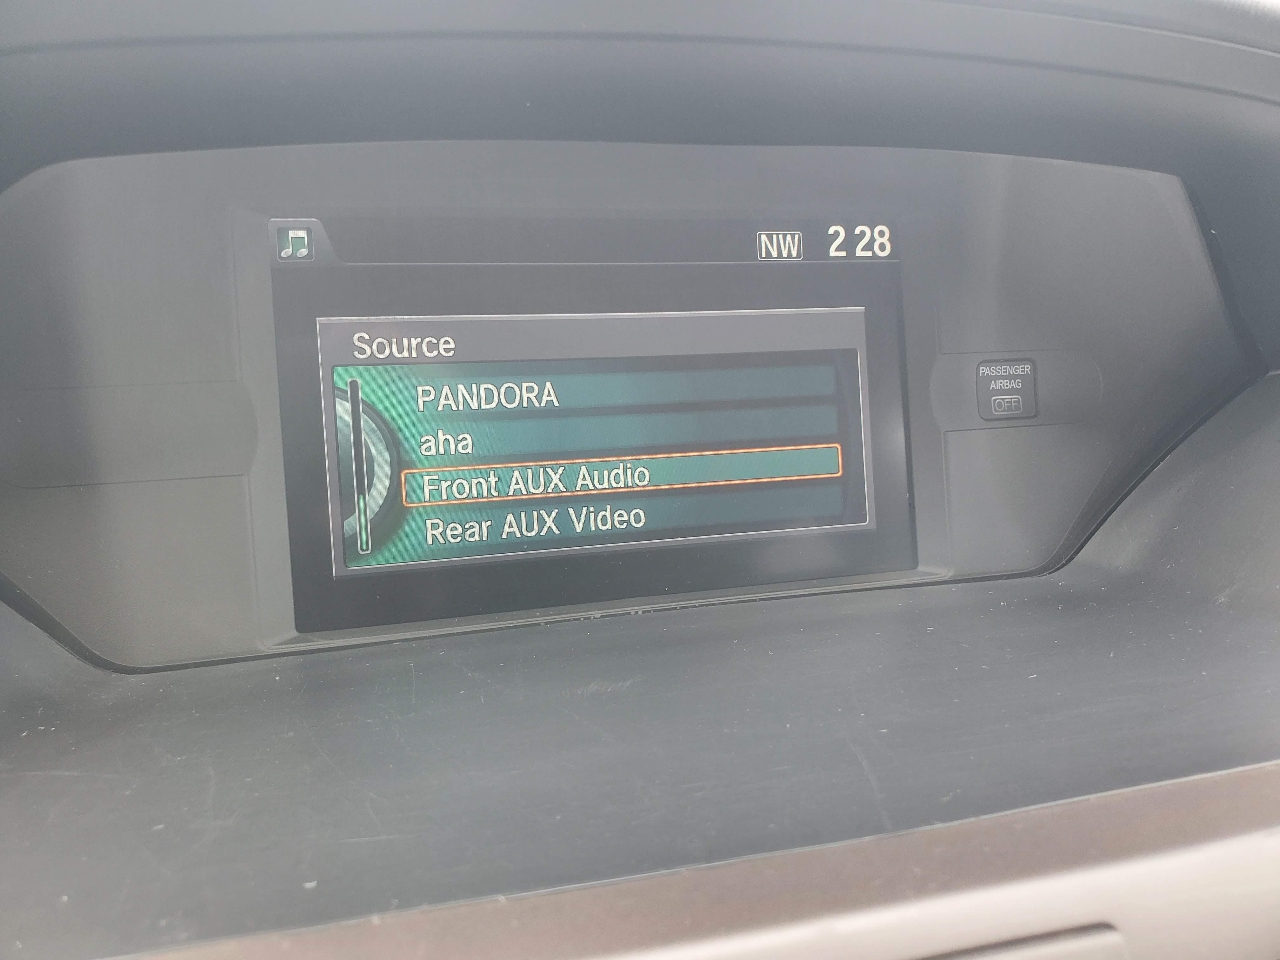 NW 2 28
Source
PANDORA
aha
Front AUX Audio
Rear AUX Video
PASSENGER
AIRBAG
OFF